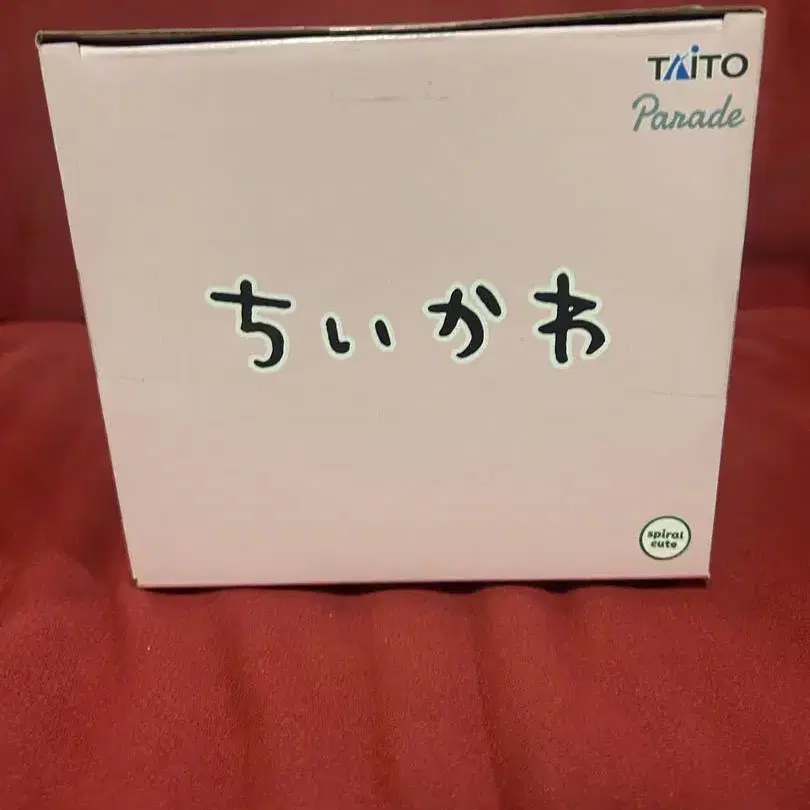 TAITO
Parade
ちいかわ
spiral
cute